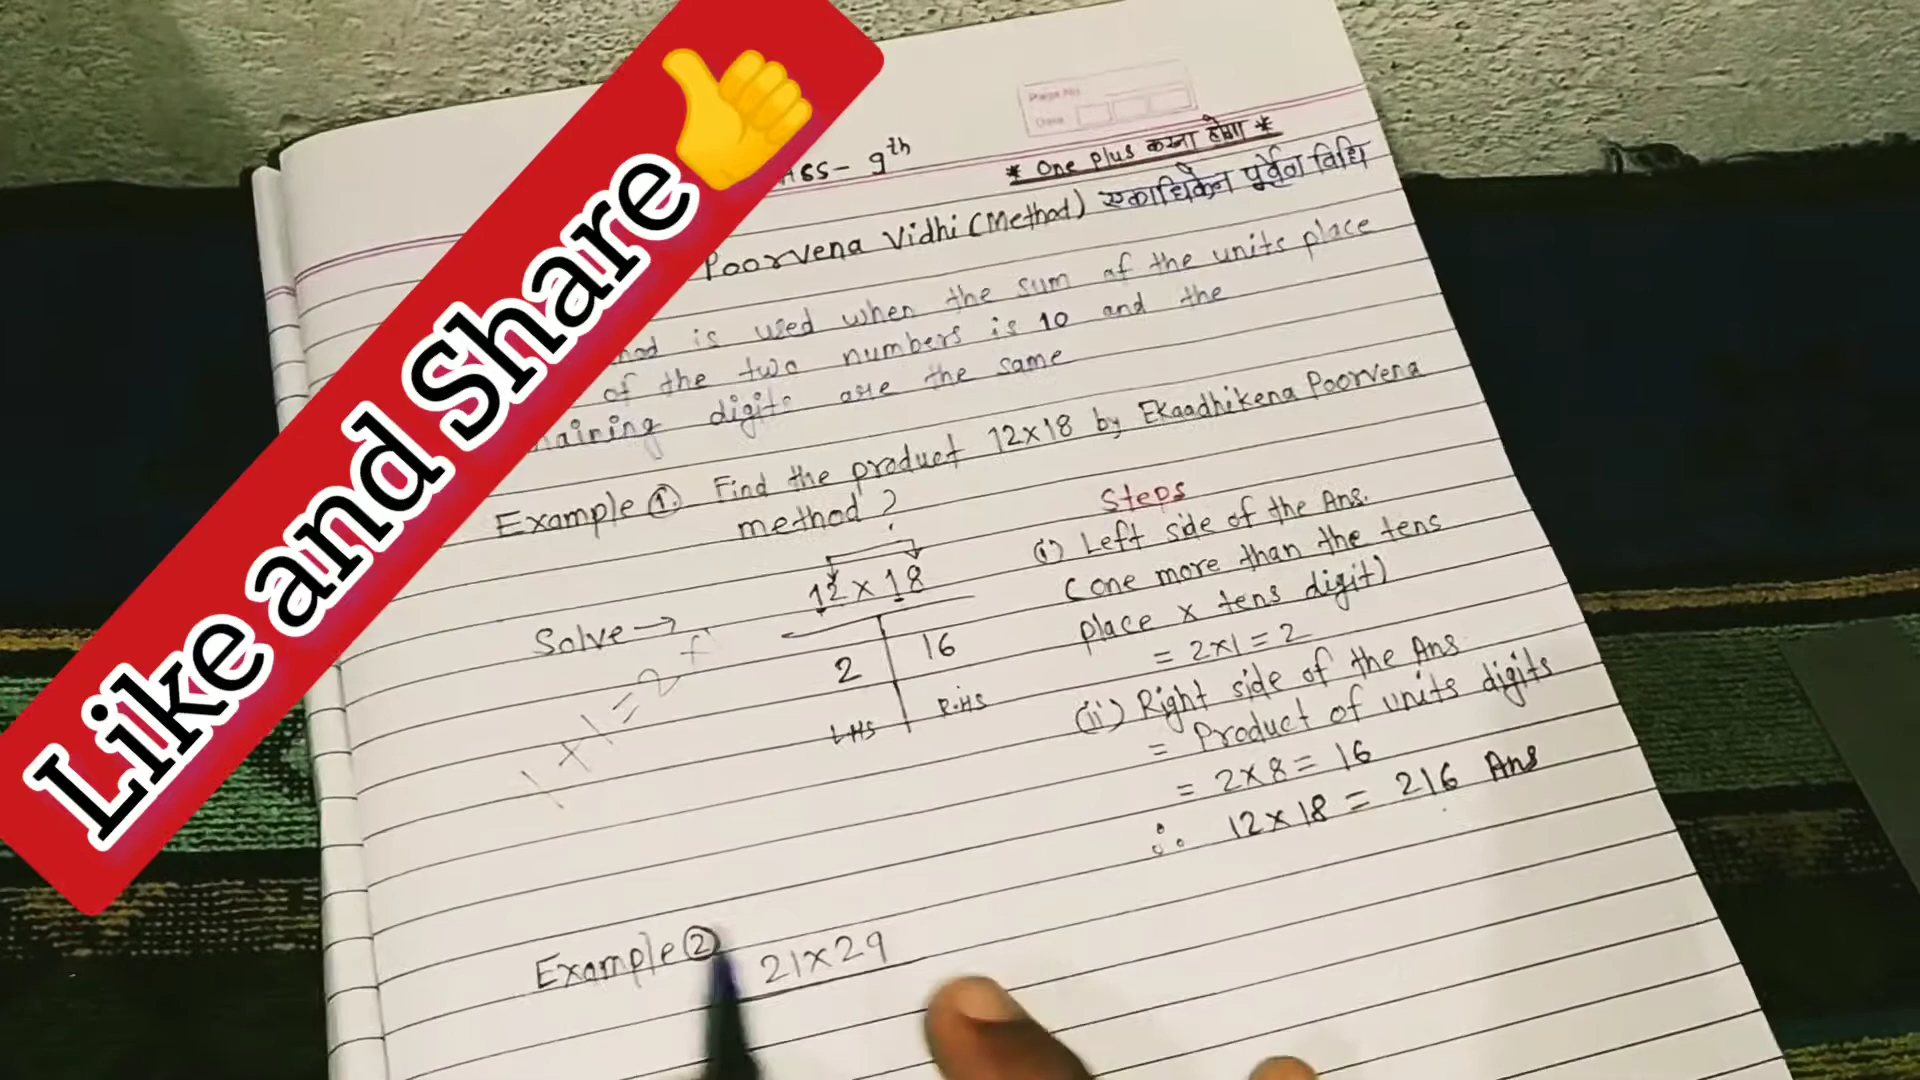 Like and Share
Page No.
Date
9th
* One plus करना होगा *
Poorvena Vidhi (Method) एकाधिकेन पूर्वेण विधि
is used when the sum of the units place
of the two numbers is 10 and the
digits are the same
Example ①. Find the product 12x18 by Ekaadhikena Poorvena
method ?
Solve →
12 x 18
2 16
LHS R.HS
1 x 1 = 2
Steps
(i) Left side of the Ans.
(one more than the tens
place x tens digit)
= 2x1 = 2
(ii) Right side of the Ans
= Product of units digits
= 2x8 = 16
∴ 12x18 = 216 Ans
Example ② 21x29